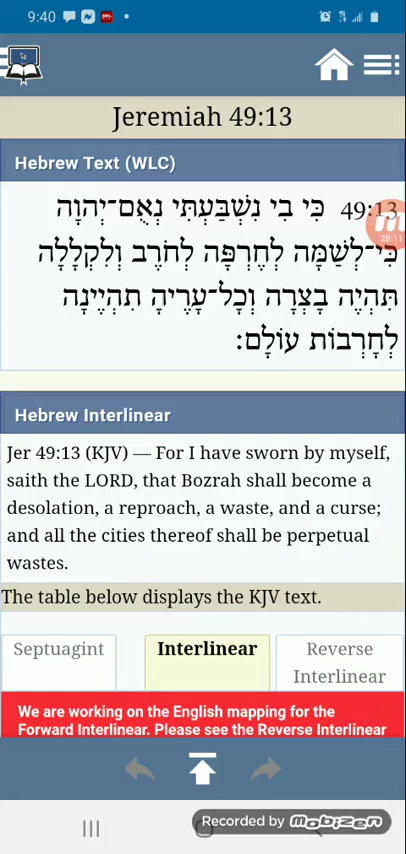 9:40
Jeremiah 49:13
Hebrew Text (WLC)
49:13 כִּי בִי נִשְׁבַּעְתִּי נְאֻם־יְהוָה
כִּי־לְשַׁמָּה לְחֶרְפָּה לְחֹרֶב וְלִקְלָלָה
תִּהְיֶה בָצְרָה וְכָל־עָרֶיהָ תִהְיֶינָה
לְחָרְבוֹת עוֹלָם׃
28:11
Hebrew Interlinear
Jer 49:13 (KJV) — For I have sworn by myself,
saith the LORD, that Bozrah shall become a
desolation, a reproach, a waste, and a curse;
and all the cities thereof shall be perpetual
wastes.
The table below displays the KJV text.
Septuagint
Interlinear
Reverse
Interlinear
We are working on the English mapping for the
Forward Interlinear. Please see the Reverse Interlinear
Recorded by mobizen